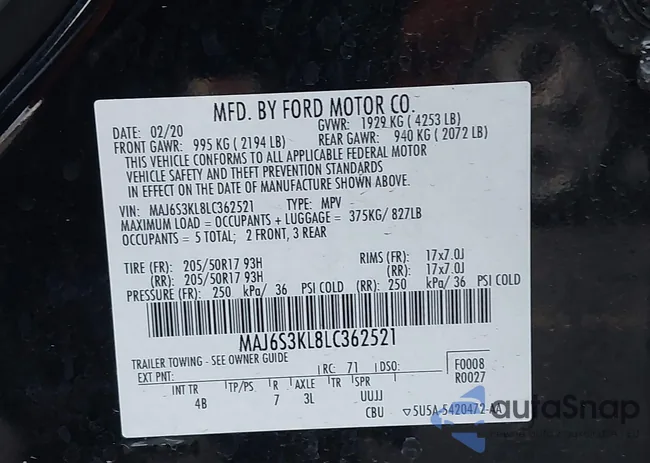 MFD. BY FORD MOTOR CO.
DATE: 02/20 GVWR: 1929 KG ( 4253 LB)
FRONT GAWR: 995 KG ( 2194 LB) REAR GAWR: 940 KG ( 2072 LB)
THIS VEHICLE CONFORMS TO ALL APPLICABLE FEDERAL MOTOR
VEHICLE SAFETY AND THEFT PREVENTION STANDARDS
IN EFFECT ON THE DATE OF MANUFACTURE SHOWN ABOVE.
VIN: MAJ6S3KL8LC362521 TYPE: MPV
MAXIMUM LOAD = OCCUPANTS + LUGGAGE = 375KG/ 827LB
OCCUPANTS = 5 TOTAL; 2 FRONT, 3 REAR
TIRE (FR): 205/50R17 93H RIMS (FR): 17x7.0J
(RR): 205/50R17 93H (RR): 17x7.0J
PRESSURE (FR): 250 kPa/ 36 PSI COLD (RR): 250 kPa/ 36 PSI COLD
MAJ6S3KL8LC362521
TRAILER TOWING - SEE OWNER GUIDE
EXT PNT: RC: 71 DSO: F0008
R0027
INT TR TP/PS R AXLE TR SPR
4B 7 3L UUJJ
CBU ▽5U5A-5420472-AA
autoSnap